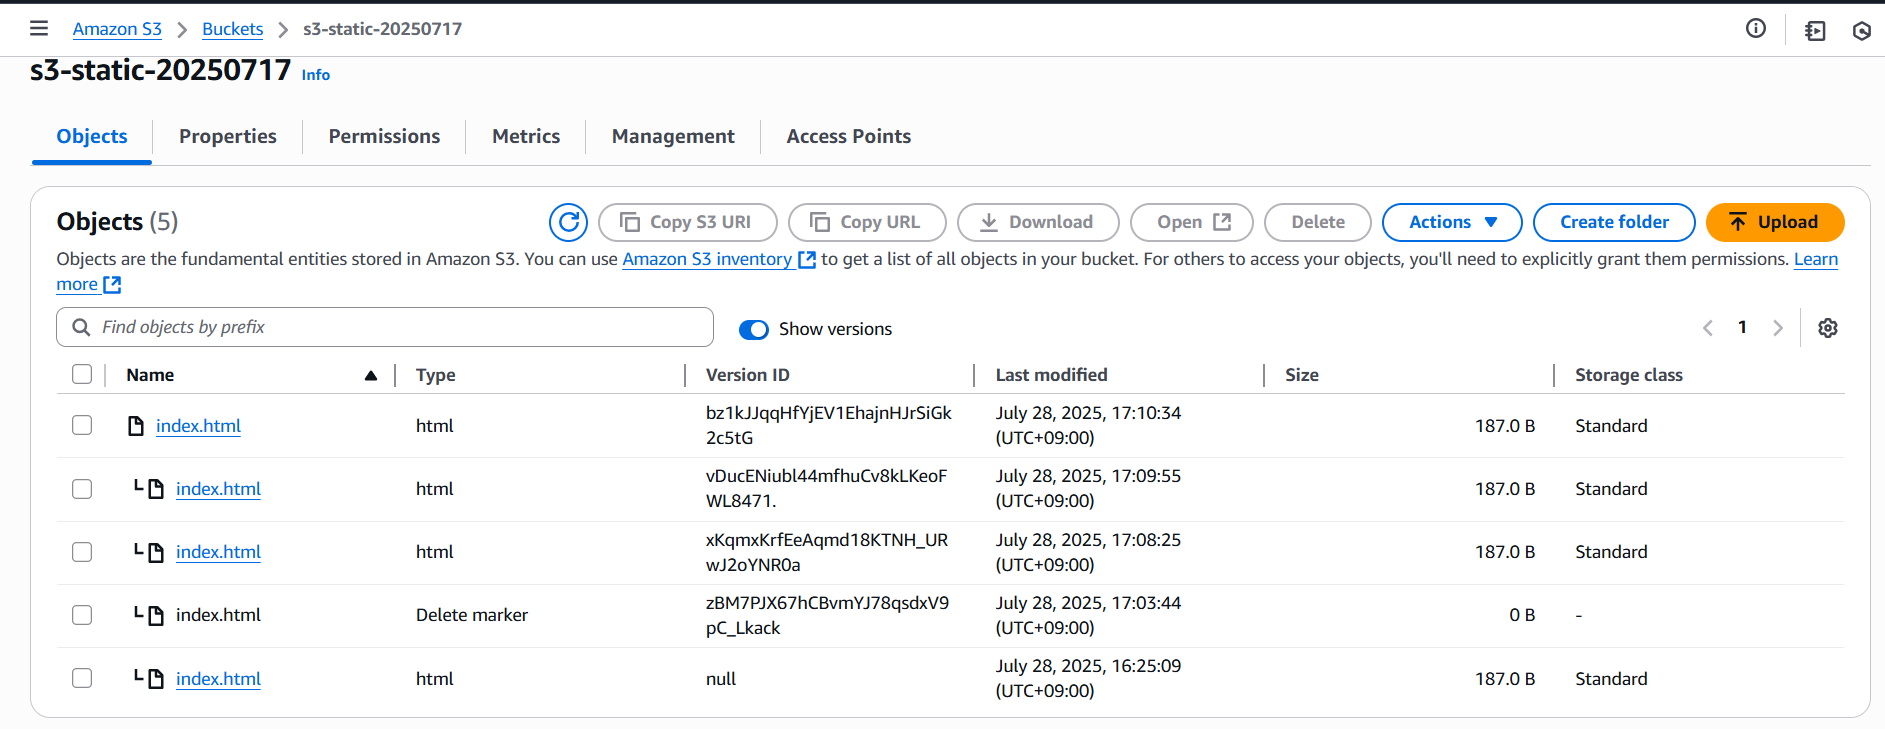 Amazon S3 > Buckets > s3-static-20250717
s3-static-20250717 Info
Objects Properties Permissions Metrics Management Access Points
Objects (5) Copy S3 URI Copy URL Download Open Delete Actions Create folder Upload
Objects are the fundamental entities stored in Amazon S3. You can use Amazon S3 inventory to get a list of all objects in your bucket. For others to access your objects, you'll need to explicitly grant them permissions. Learn
more
Find objects by prefix Show versions 1
Name Type Version ID Last modified Size Storage class
index.html html bz1kJJqqHfYjEV1EhajnHJrSiGk July 28, 2025, 17:10:34 187.0 B Standard
2c5tG (UTC+09:00)
index.html html vDucENiubl44mfhuCv8kLKeoF July 28, 2025, 17:09:55 187.0 B Standard
WL8471. (UTC+09:00)
index.html html xKqmxKrfEeAqmd18KTNH_UR July 28, 2025, 17:08:25 187.0 B Standard
wJ2oYNR0a (UTC+09:00)
index.html Delete marker zBM7PJX67hCBvmYJ78qsdxV9 July 28, 2025, 17:03:44 0 B -
pC_Lkack (UTC+09:00)
index.html html null July 28, 2025, 16:25:09 187.0 B Standard
(UTC+09:00)